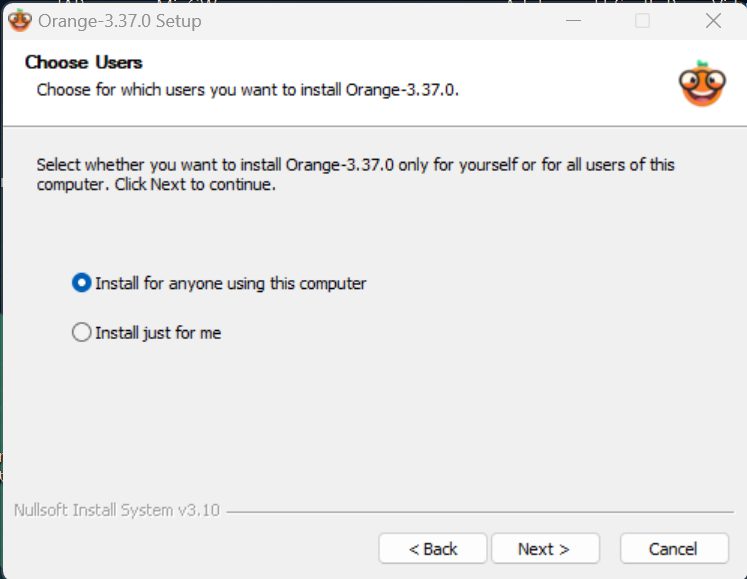 Orange-3.37.0 Setup
Choose Users
Choose for which users you want to install Orange-3.37.0.
Select whether you want to install Orange-3.37.0 only for yourself or for all users of this
computer. Click Next to continue.
Install for anyone using this computer
Install just for me
Nullsoft Install System v3.10
< Back
Next >
Cancel